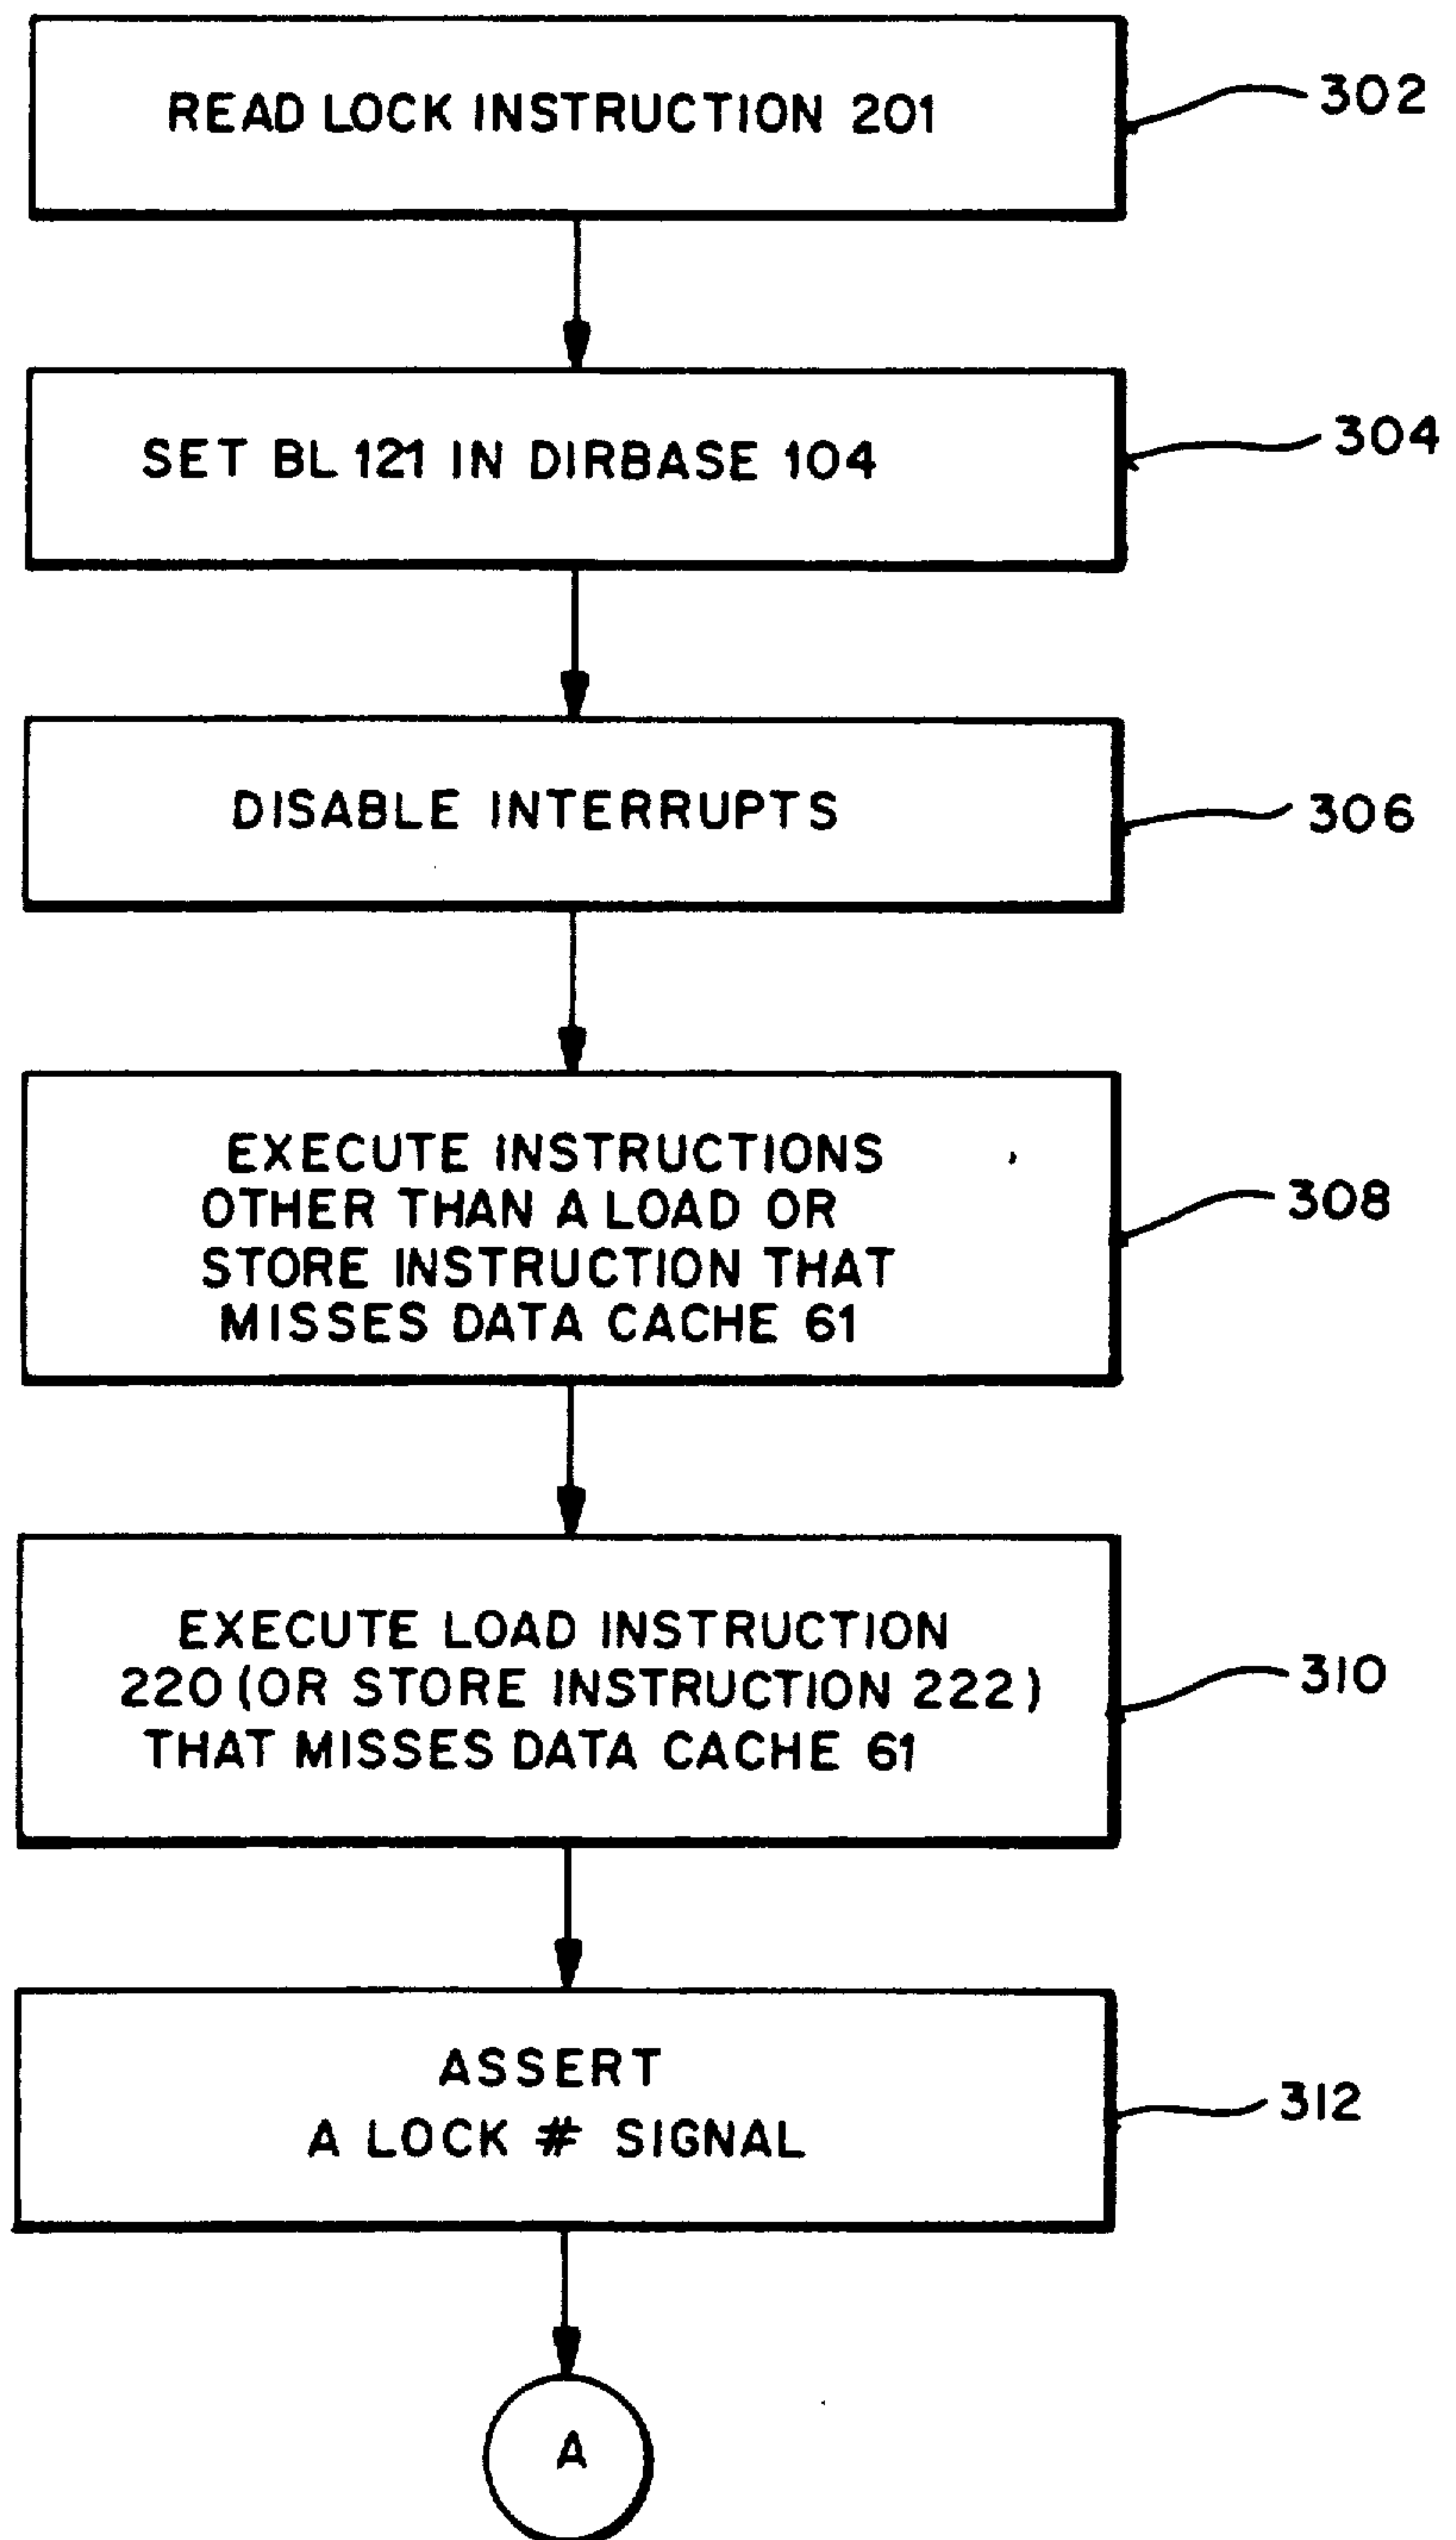 READ LOCK INSTRUCTION 201
302
SET BL 121 IN DIRBASE 104
304
DISABLE INTERRUPTS
306
EXECUTE INSTRUCTIONS
OTHER THAN A LOAD OR
STORE INSTRUCTION THAT
MISSES DATA CACHE 61
308
EXECUTE LOAD INSTRUCTION
220 (OR STORE INSTRUCTION 222)
THAT MISSES DATA CACHE 61
310
ASSERT
A LOCK # SIGNAL
312
A